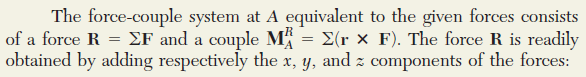 The force-couple system at A equivalent to the given forces consists
of a force R = ΣF and a couple M_A^R = Σ(r × F). The force R is readily
obtained by adding respectively the x, y, and z components of the forces: